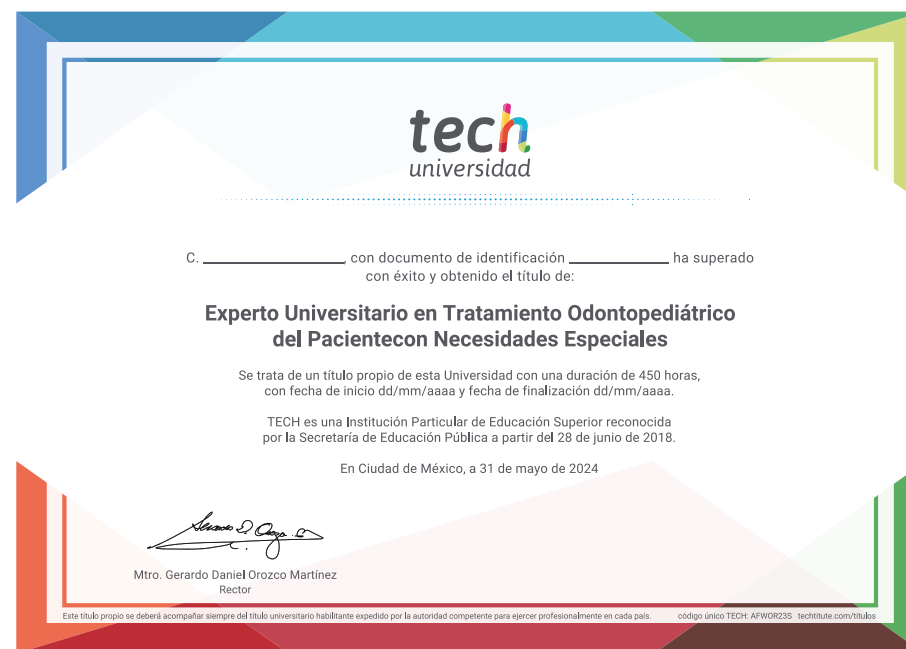 tech
universidad
C. ____________, con documento de identificación ____________ ha superado
con éxito y obtenido el título de:
Experto Universitario en Tratamiento Odontopediátrico
del Pacientecon Necesidades Especiales
Se trata de un título propio de esta Universidad con una duración de 450 horas,
con fecha de inicio dd/mm/aaaa y fecha de finalización dd/mm/aaaa.
TECH es una Institución Particular de Educación Superior reconocida
por la Secretaría de Educación Pública a partir del 28 de junio de 2018.
En Ciudad de México, a 31 de mayo de 2024
Mtro. Gerardo Daniel Orozco Martínez
Rector
Este título propio se deberá acompañar siempre del título universitario habilitante expedido por la autoridad competente para ejercer profesionalmente en cada país. código único TECH: AFWOR23S techtitute.com/titulos